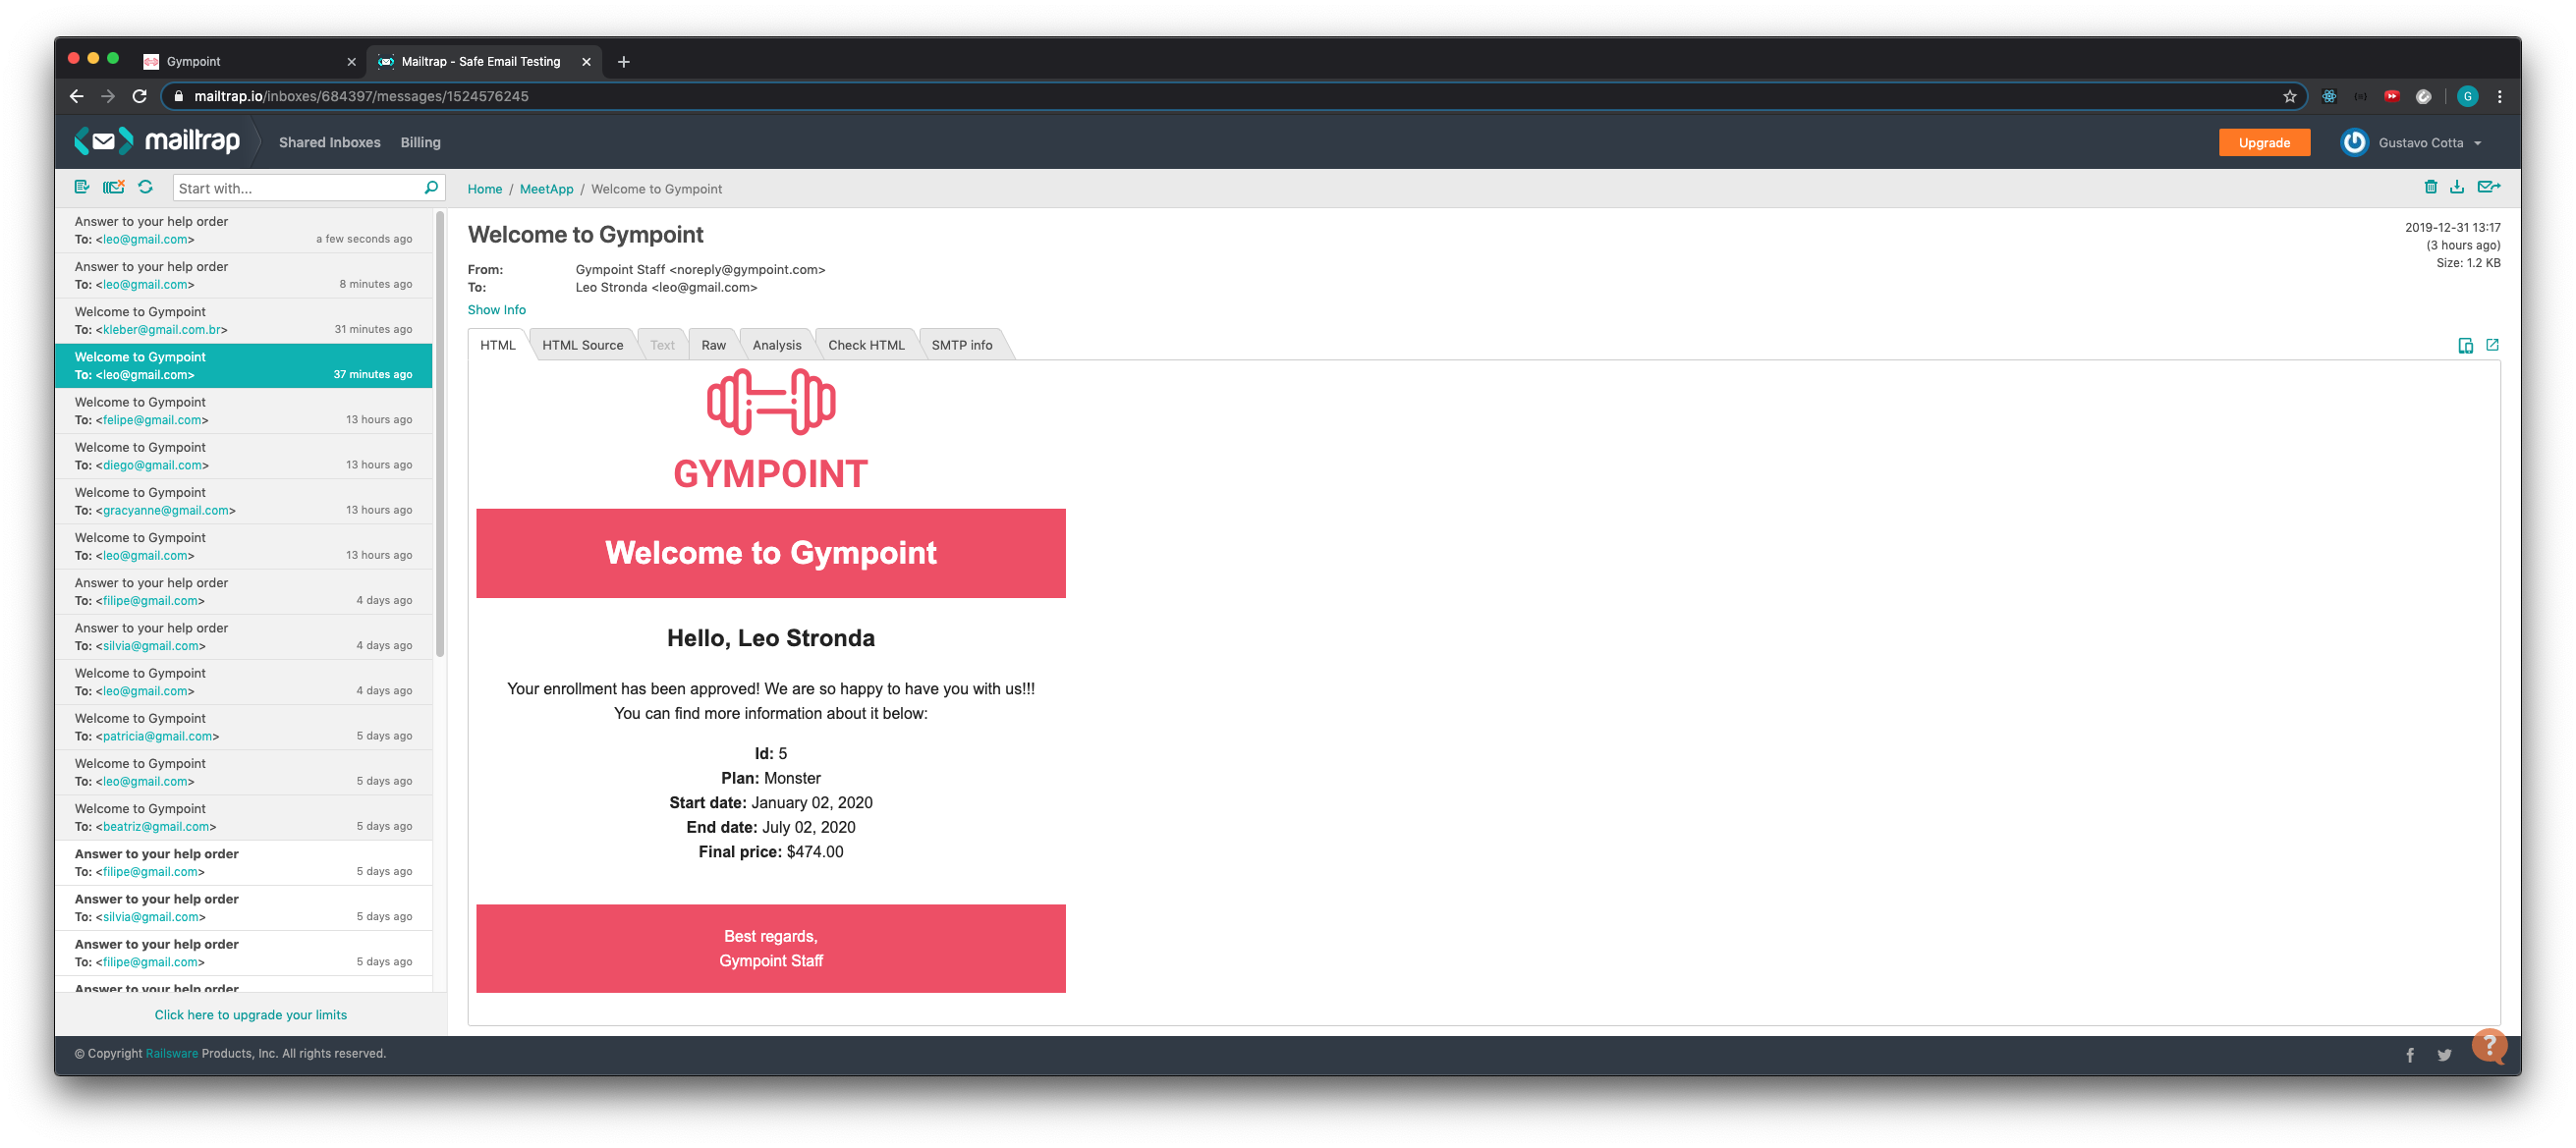 Gympoint
Mailtrap - Safe Email Testing
mailtrap.io/inboxes/684397/messages/1524576245
G
mailtrap
Shared Inboxes
Billing
Upgrade
Gustavo Cotta
Start with...
Home / MeetApp / Welcome to Gympoint
Answer to your help order
To: <leo@gmail.com> a few seconds ago
Answer to your help order
To: <leo@gmail.com> 8 minutes ago
Welcome to Gympoint
To: <kleber@gmail.com.br> 31 minutes ago
Welcome to Gympoint
To: <leo@gmail.com> 37 minutes ago
Welcome to Gympoint
To: <felipe@gmail.com> 13 hours ago
Welcome to Gympoint
To: <diego@gmail.com> 13 hours ago
Welcome to Gympoint
To: <gracyanne@gmail.com> 13 hours ago
Welcome to Gympoint
To: <leo@gmail.com> 13 hours ago
Answer to your help order
To: <filipe@gmail.com> 4 days ago
Answer to your help order
To: <silvia@gmail.com> 4 days ago
Welcome to Gympoint
To: <leo@gmail.com> 4 days ago
Welcome to Gympoint
To: <patricia@gmail.com> 5 days ago
Welcome to Gympoint
To: <leo@gmail.com> 5 days ago
Welcome to Gympoint
To: <beatriz@gmail.com> 5 days ago
Answer to your help order
To: <filipe@gmail.com> 5 days ago
Answer to your help order
To: <silvia@gmail.com> 5 days ago
Answer to your help order
To: <filipe@gmail.com> 5 days ago
Answer to your help order
Click here to upgrade your limits
Welcome to Gympoint
2019-12-31 13:17
(3 hours ago)
Size: 1.2 KB
From: Gympoint Staff <noreply@gympoint.com>
To: Leo Stronda <leo@gmail.com>
Show Info
HTML
HTML Source
Text
Raw
Analysis
Check HTML
SMTP info
GYMPOINT
Welcome to Gympoint
Hello, Leo Stronda
Your enrollment has been approved! We are so happy to have you with us!!!
You can find more information about it below:
Id: 5
Plan: Monster
Start date: January 02, 2020
End date: July 02, 2020
Final price: $474.00
Best regards,
Gympoint Staff
© Copyright Railsware Products, Inc. All rights reserved.
?